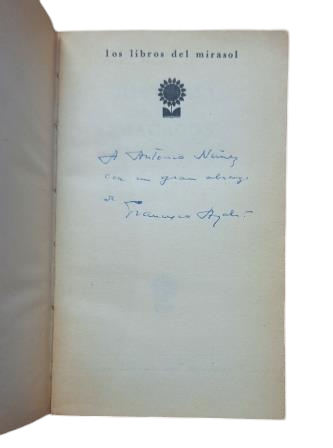 los libros del mirasol
A Antonio Núñez
con un gran abrazo
de
Francisco Ayala